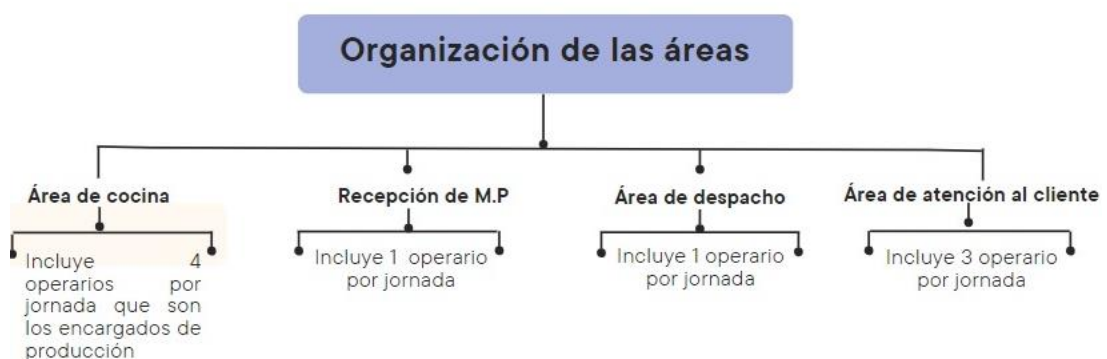 Organización de las áreas
Área de cocina
Recepción de M.P
Área de despacho
Área de atención al cliente
Incluye 4
operarios por
jornada que son
los encargados de
producción
Incluye 1 operario
por jornada
Incluye 1 operario
por jornada
Incluye 3 operario
por jornada